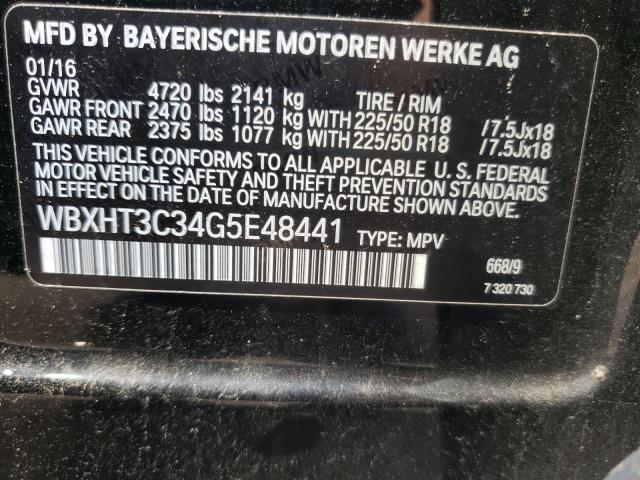 MFD BY BAYERISCHE MOTOREN WERKE AG
01/16
GVWR 4720 lbs 2141 kg TIRE / RIM
GAWR FRONT 2470 lbs 1120 kg WITH 225/50 R18 /7.5Jx18
GAWR REAR 2375 lbs 1077 kg WITH 225/50 R18 /7.5Jx18
THIS VEHICLE CONFORMS TO ALL APPLICABLE U. S. FEDERAL
MOTOR VEHICLE SAFETY AND THEFT PREVENTION STANDARDS
IN EFFECT ON THE DATE OF MANUFACTURE SHOWN ABOVE.
WBXHT3C34G5E48441 TYPE: MPV
668/9
7 320 730